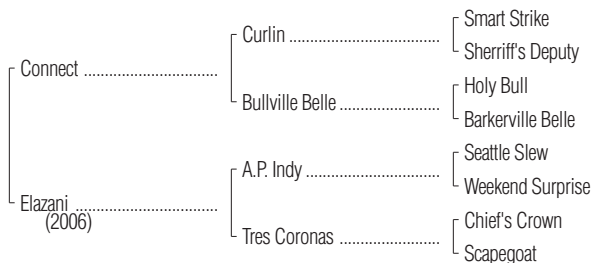 Smart Strike
Curlin ..........................................
Sherriff's Deputy
Connect .....................................
Holy Bull
Bullville Belle ............................
Barkerville Belle
Seattle Slew
A.P. Indy .....................................
Weekend Surprise
Elazani .......................................
(2006)
Chief's Crown
Tres Coronas ............................
Scapegoat